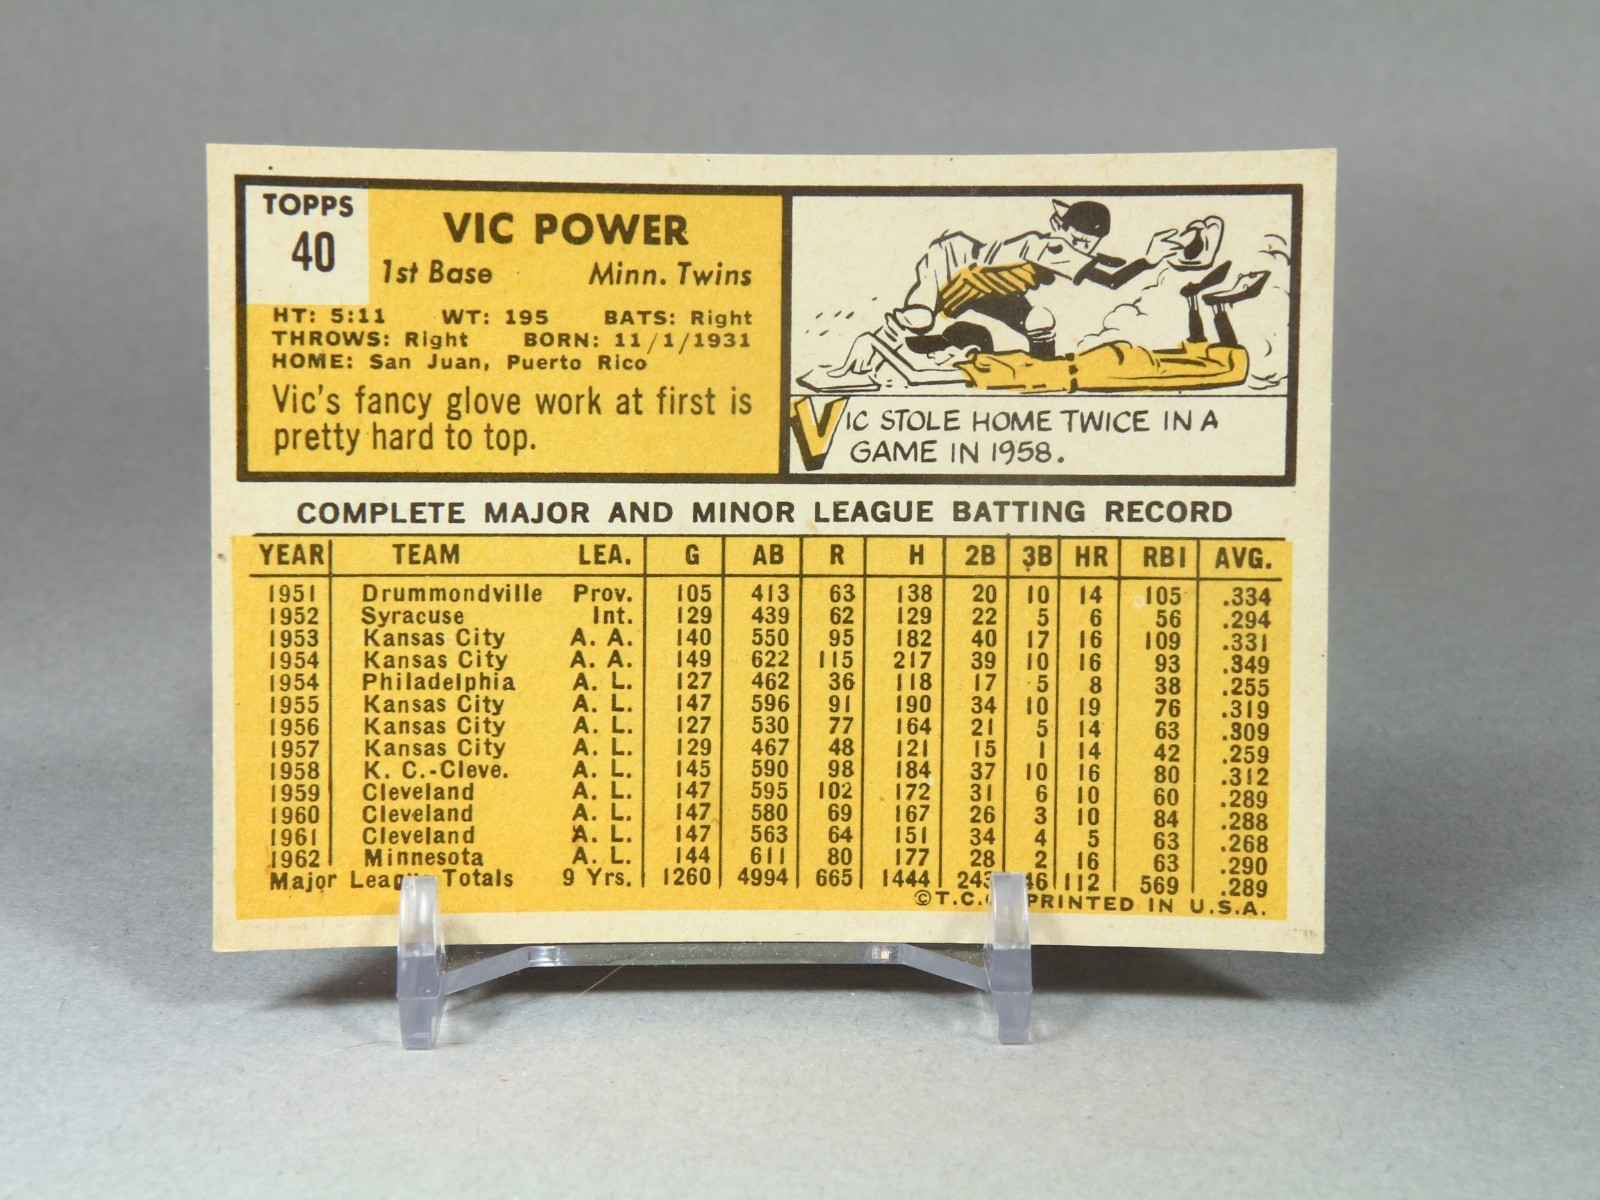 TOPPS
40
VIC POWER
1st Base Minn. Twins
HT: 5:11 WT: 195 BATS: Right
THROWS: Right BORN: 11/1/1931
HOME: San Juan, Puerto Rico
Vic's fancy glove work at first is
pretty hard to top.
VIC STOLE HOME TWICE IN A
GAME IN 1958.
COMPLETE MAJOR AND MINOR LEAGUE BATTING RECORD
YEAR TEAM LEA. G AB R H 2B 3B HR RBI AVG.
1951 Drummondville Prov. 105 413 63 138 20 10 14 105 .334
1952 Syracuse Int. 129 439 62 129 22 5 6 56 .294
1953 Kansas City A. A. 140 550 95 182 40 17 16 109 .331
1954 Kansas City A. A. 149 622 115 217 39 10 16 93 .349
1954 Philadelphia A. L. 127 462 36 118 17 5 8 38 .255
1955 Kansas City A. L. 147 596 91 190 34 10 19 76 .319
1956 Kansas City A. L. 127 530 77 164 21 5 14 63 .309
1957 Kansas City A. L. 129 467 48 121 15 1 14 42 .259
1958 K. C.-Cleve. A. L. 145 590 98 184 37 10 16 80 .312
1959 Cleveland A. L. 147 595 102 172 31 6 10 60 .289
1960 Cleveland A. L. 147 580 69 167 26 3 10 84 .288
1961 Cleveland A. L. 147 563 64 151 34 4 5 63 .268
1962 Minnesota A. L. 144 611 80 177 28 2 16 63 .290
Major League Totals 9 Yrs. 1260 4994 665 1444 243 46 112 569 .289
©T.C. PRINTED IN U.S.A.